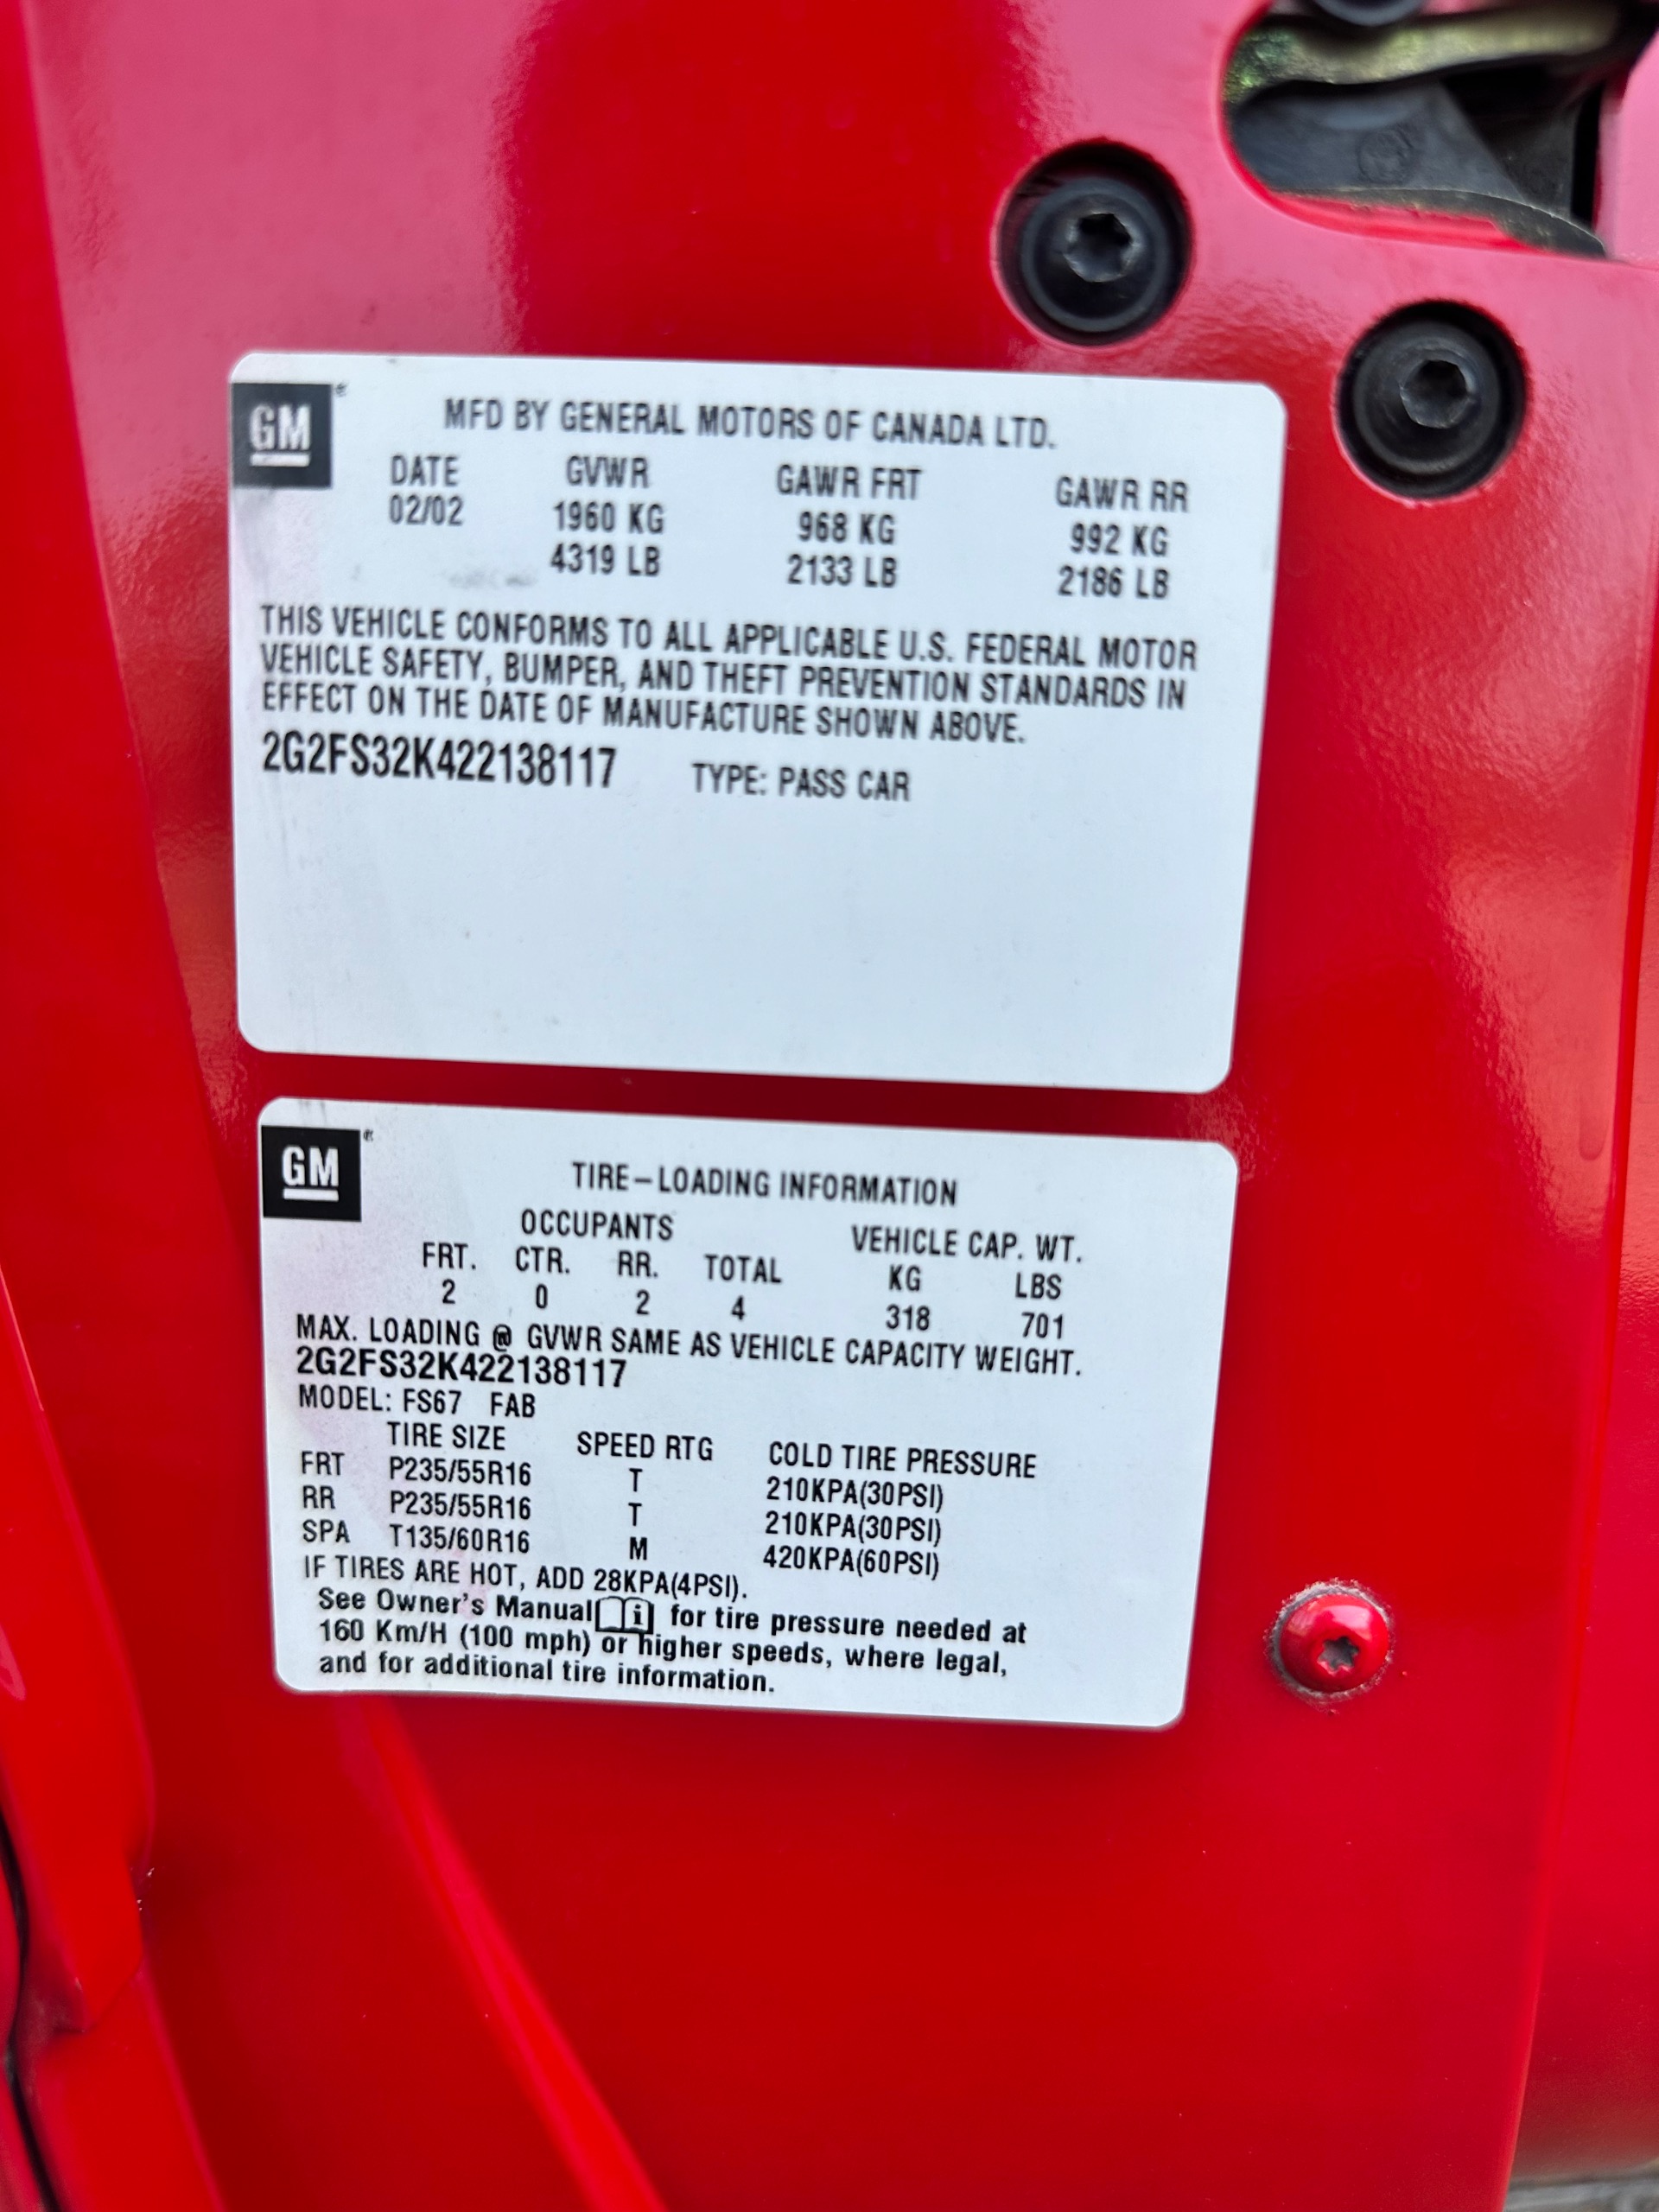 GM
MFD BY GENERAL MOTORS OF CANADA LTD.
DATE GVWR GAWR FRT GAWR RR
02/02 1960 KG 968 KG 992 KG
4319 LB 2133 LB 2186 LB
THIS VEHICLE CONFORMS TO ALL APPLICABLE U.S. FEDERAL MOTOR
VEHICLE SAFETY, BUMPER, AND THEFT PREVENTION STANDARDS IN
EFFECT ON THE DATE OF MANUFACTURE SHOWN ABOVE.
2G2FS32K422138117 TYPE: PASS CAR
GM
TIRE–LOADING INFORMATION
OCCUPANTS VEHICLE CAP. WT.
FRT. CTR. RR. TOTAL KG LBS
2 0 2 4 318 701
MAX. LOADING @ GVWR SAME AS VEHICLE CAPACITY WEIGHT.
2G2FS32K422138117
MODEL: FS67 FAB
TIRE SIZE SPEED RTG COLD TIRE PRESSURE
FRT P235/55R16 T 210KPA(30PSI)
RR P235/55R16 T 210KPA(30PSI)
SPA T135/60R16 M 420KPA(60PSI)
IF TIRES ARE HOT, ADD 28KPA(4PSI).
See Owner's Manual i for tire pressure needed at
160 Km/H (100 mph) or higher speeds, where legal,
and for additional tire information.